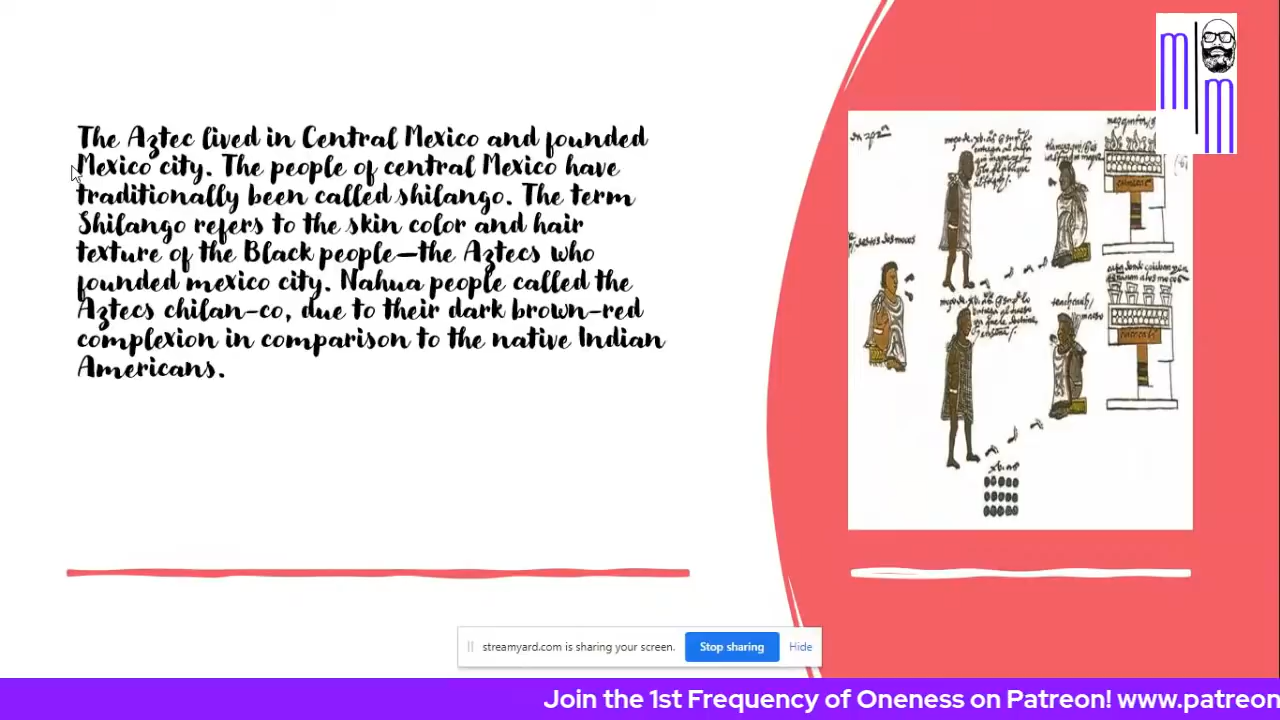 The Aztec lived in Central Mexico and founded
Mexico city. The people of central Mexico have
traditionally been called shilango. The term
Shilango refers to the skin color and hair
texture of the Black people—the Aztecs who
founded mexico city. Nahua people called the
Aztecs chilan-co, due to their dark brown-red
complexion in comparison to the native Indian
Americans.
m
m
streamyard.com is sharing your screen.
Stop sharing
Hide
Join the 1st Frequency of Oneness on Patreon! www.patreon